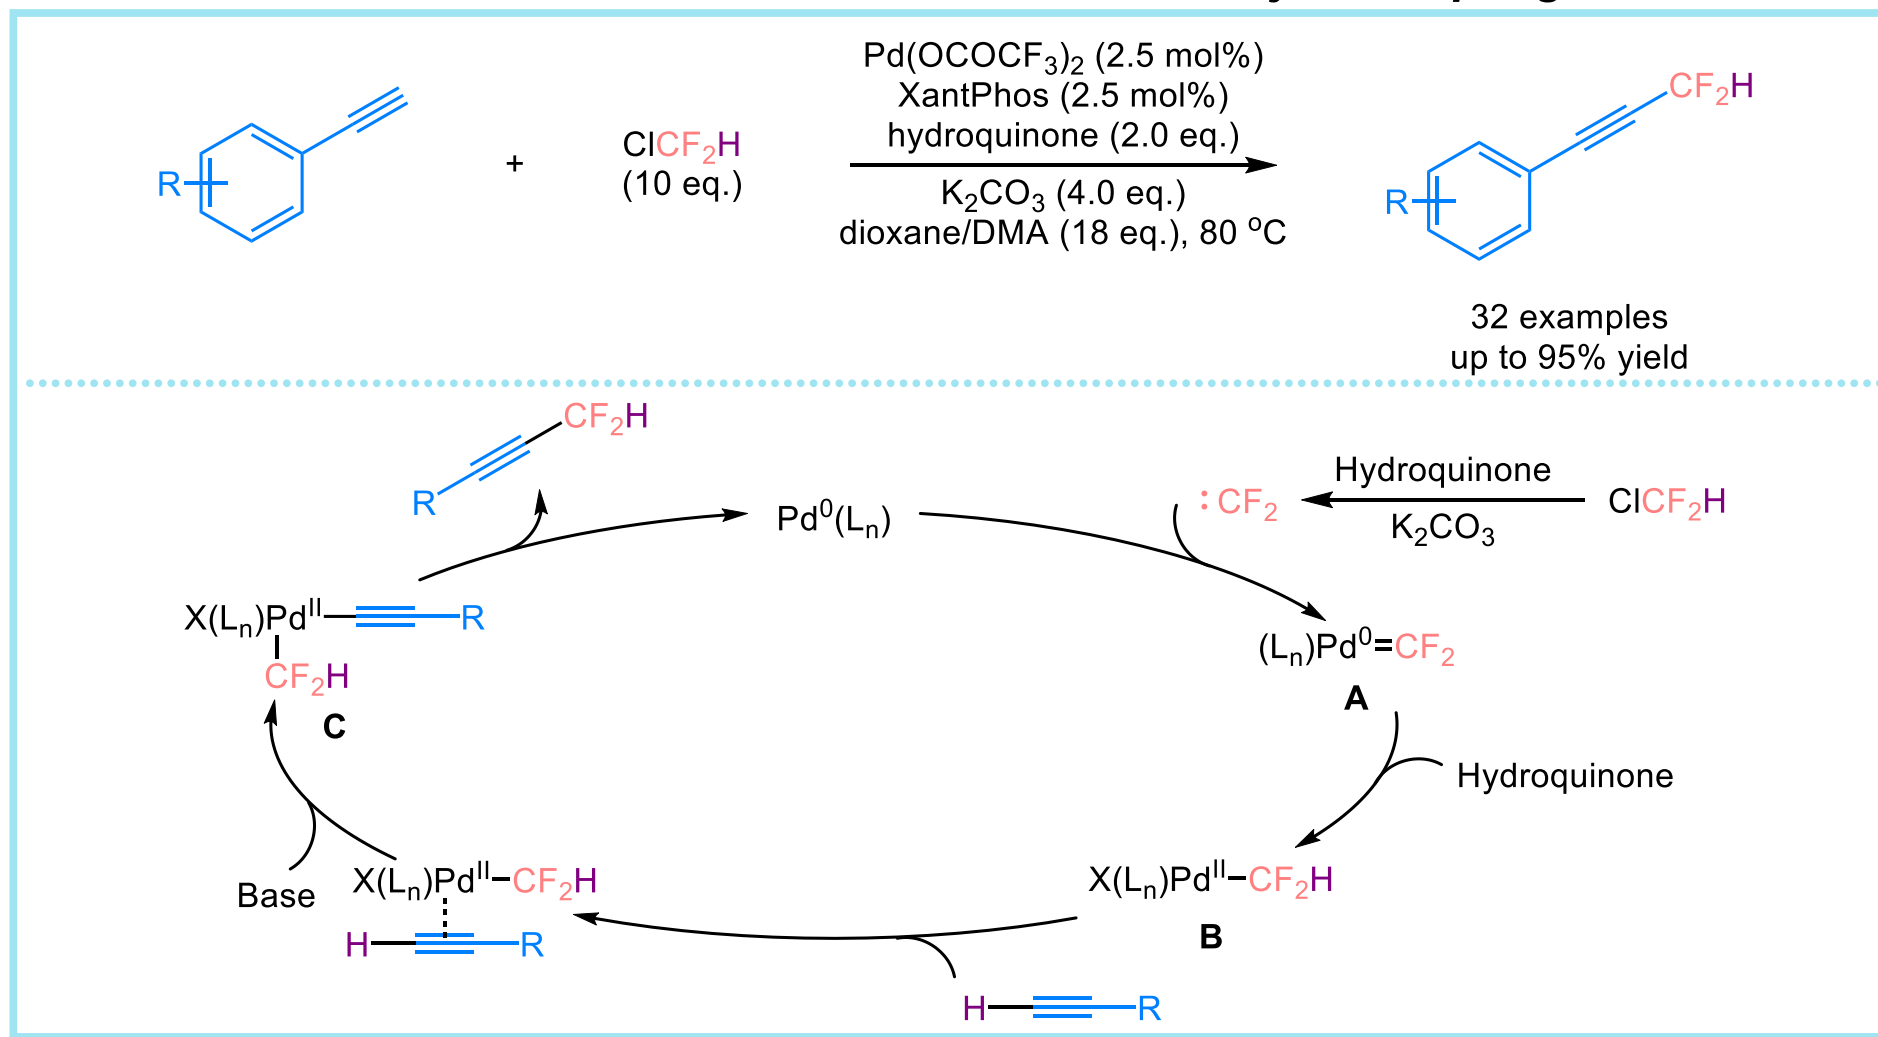 Pd(OCOCF3)2 (2.5 mol%)
XantPhos (2.5 mol%)
hydroquinone (2.0 eq.)
K2CO3 (4.0 eq.)
dioxane/DMA (18 eq.), 80 oC
R
+
ClCF2H
(10 eq.)
CF2H
R
32 examples
up to 95% yield
CF2H
R
Pd0(Ln)
:CF2
Hydroquinone
K2CO3
ClCF2H
X(Ln)PdII
R
CF2H
C
(Ln)Pd0=CF2
A
Hydroquinone
Base
X(Ln)PdII–CF2H
H
R
X(Ln)PdII–CF2H
B
H
R